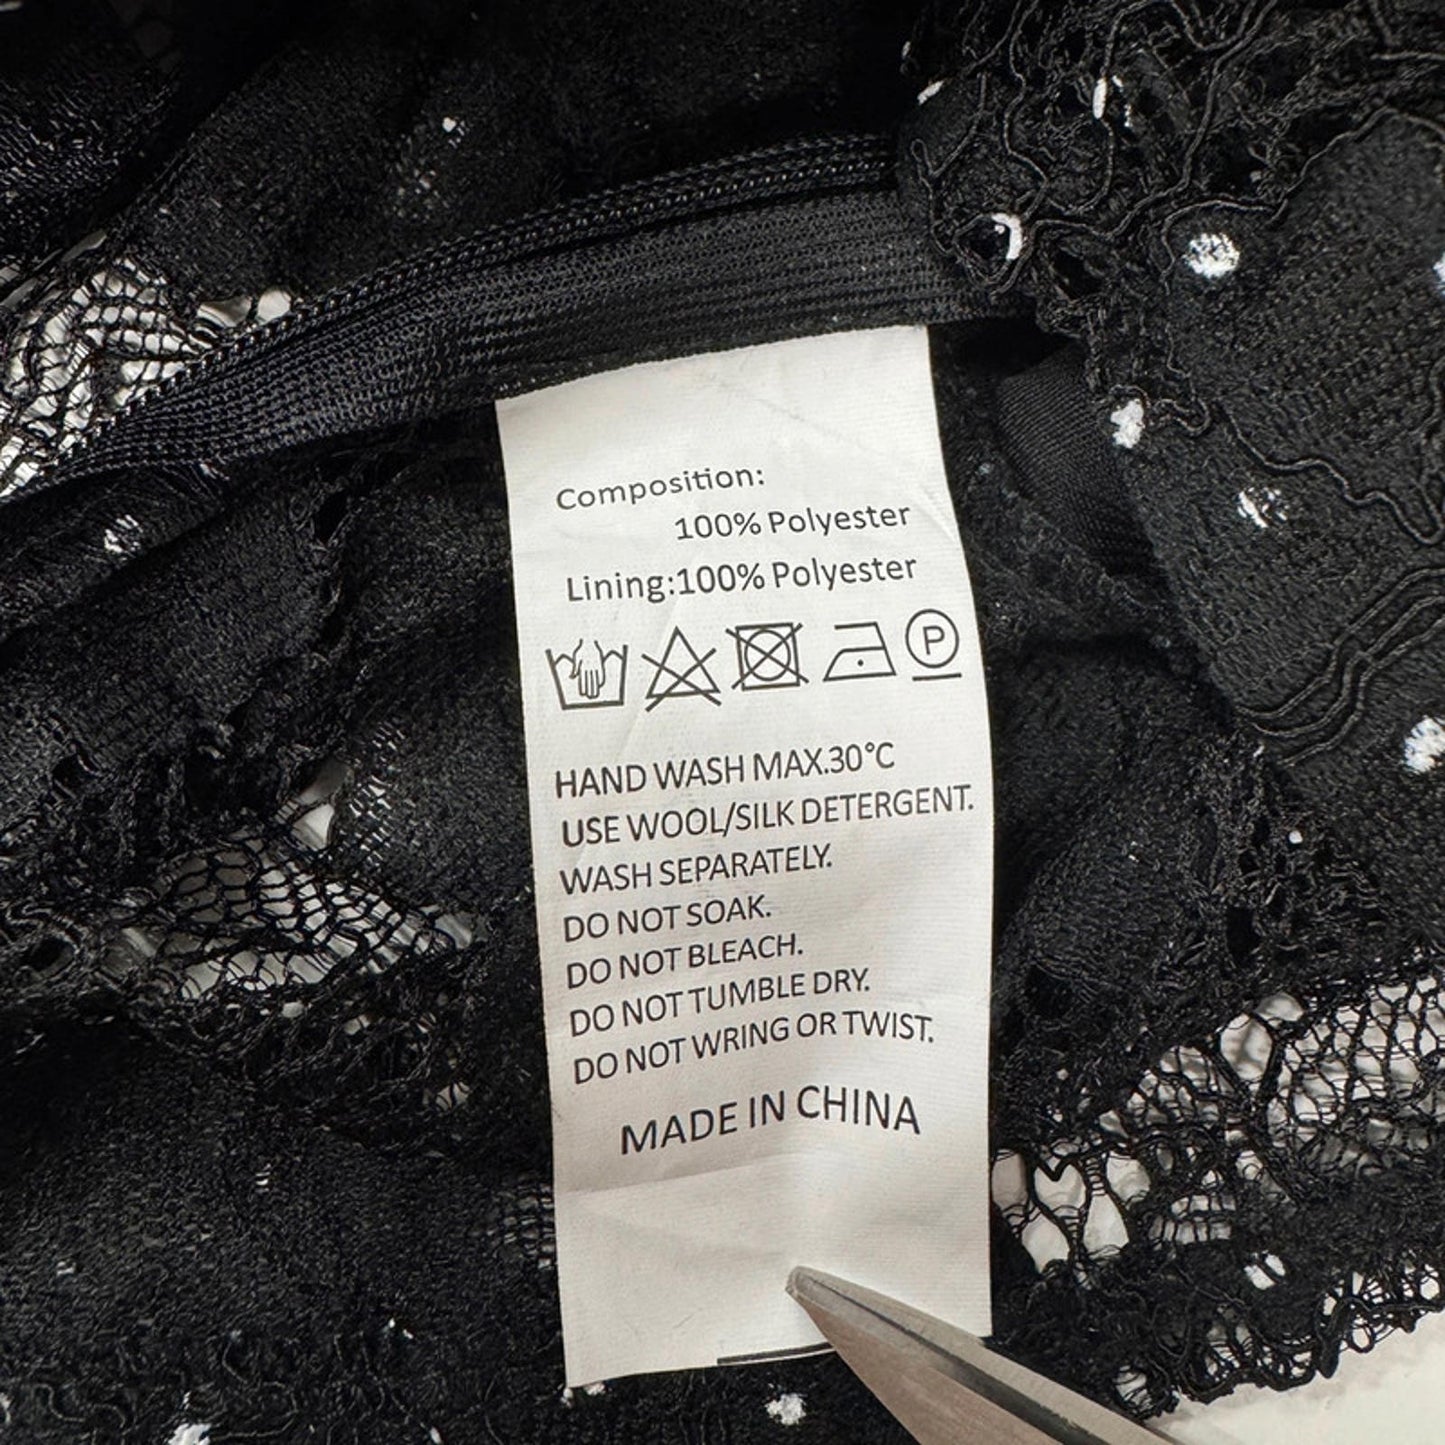 Composition:
100% Polyester
Lining:100% Polyester
P
HAND WASH MAX.30°C
USE WOOL/SILK DETERGENT.
WASH SEPARATELY.
DO NOT SOAK.
DO NOT BLEACH.
DO NOT TUMBLE DRY.
DO NOT WRING OR TWIST.
MADE IN CHINA